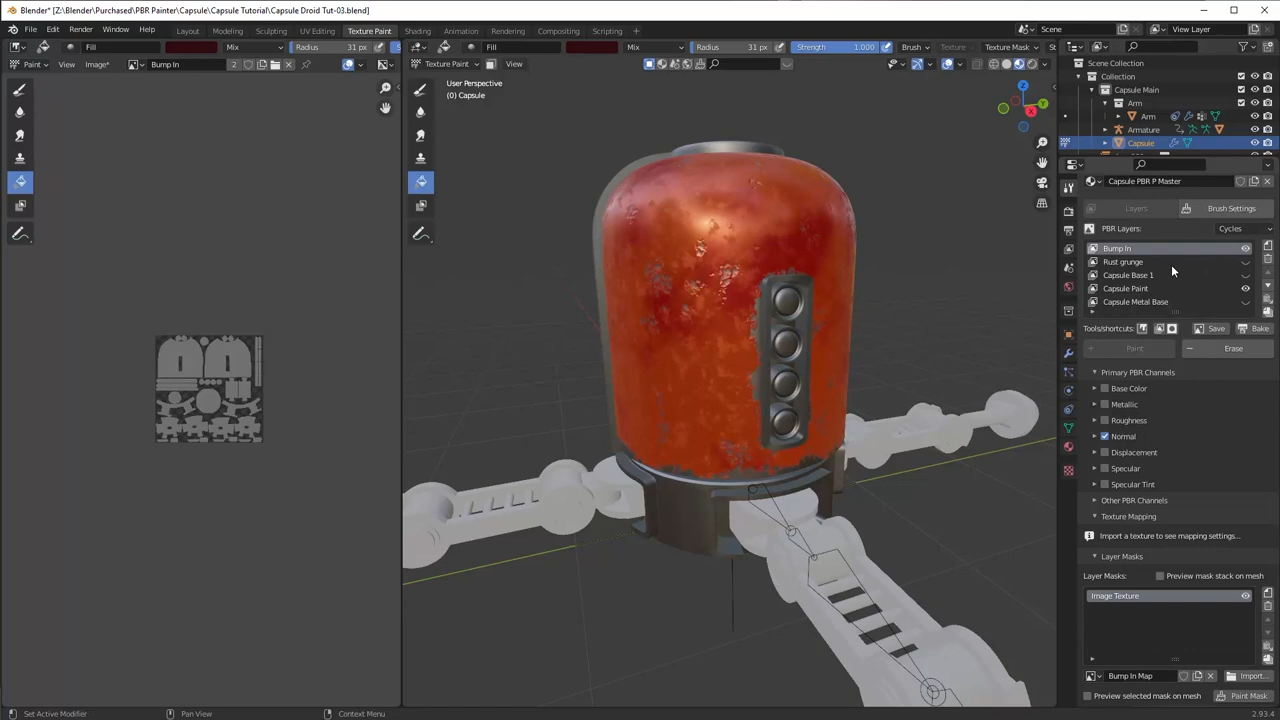 Blender* [Z:\Blender\Purchased\PBR Painter\Capsule\Capsule Tutorial\Capsule Droid Tut-03.blend]
File Edit Render Window Help Layout Modeling Sculpting UV Editing Texture Paint Shading Animation Rendering Compositing Scripting + Scene View Layer
Fill Mix Radius 31 px S Fill Mix Radius 31 px Strength 1.000 Brush Texture Texture Mask
Paint View Image* Bump In 2 Texture Paint View
Scene Collection
Collection
Capsule Main
Arm
Arm
Armature
Capsule
User Perspective
(0) Capsule
Z
Y
X
Capsule PBR P Master
Layers Brush Settings
PBR Layers: Cycles
Bump In
Rust grunge
Capsule Base 1
Capsule Paint
Capsule Metal Base
Tools/shortcuts: Save Bake
+ Paint − Erase
Primary PBR Channels
Base Color
Metallic
Roughness
Normal
Displacement
Specular
Specular Tint
Other PBR Channels
Texture Mapping
Import a texture to see mapping settings...
Layer Masks
Layer Masks: Preview mask stack on mesh
Image Texture
Bump In Map Import...
Preview selected mask on mesh Paint Mask
Set Active Modifier Pan View Context Menu 2.93.4